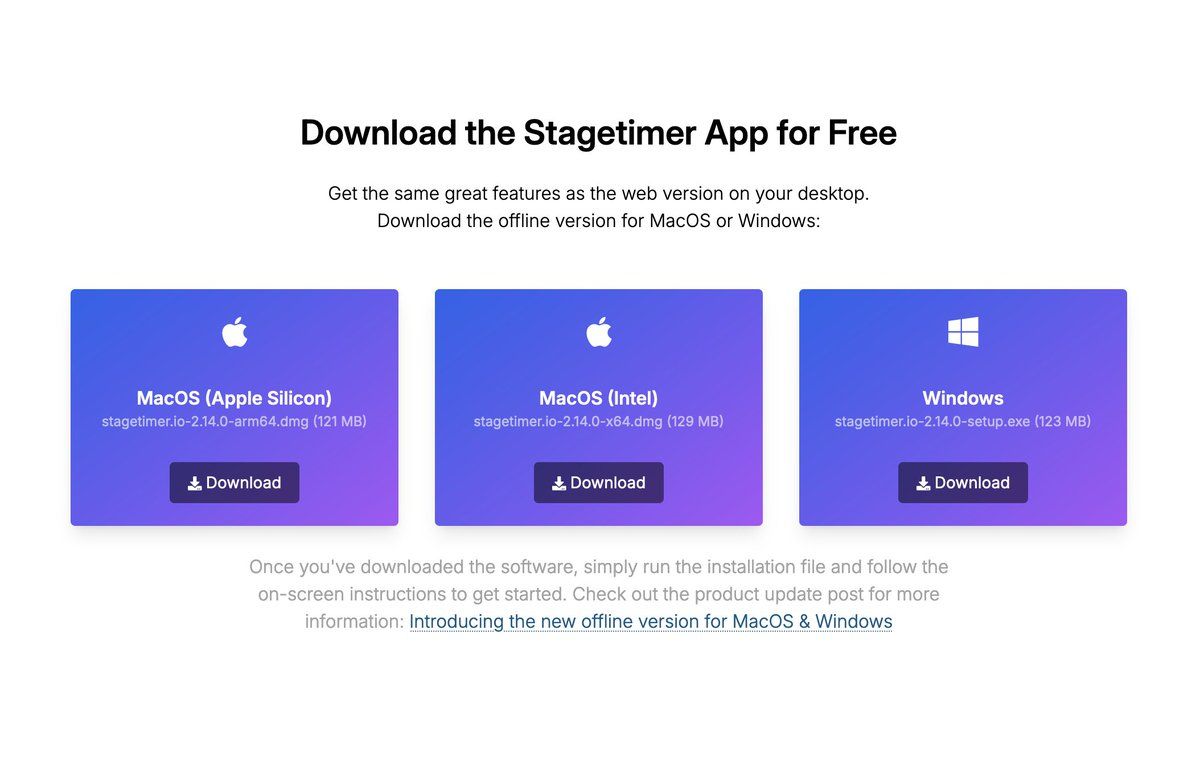 Download the Stagetimer App for Free
Get the same great features as the web version on your desktop.
Download the offline version for MacOS or Windows:
MacOS (Apple Silicon)
stagetimer.io-2.14.0-arm64.dmg (121 MB)
Download
MacOS (Intel)
stagetimer.io-2.14.0-x64.dmg (129 MB)
Download
Windows
stagetimer.io-2.14.0-setup.exe (123 MB)
Download
Once you've downloaded the software, simply run the installation file and follow the
on-screen instructions to get started. Check out the product update post for more
information: Introducing the new offline version for MacOS & Windows